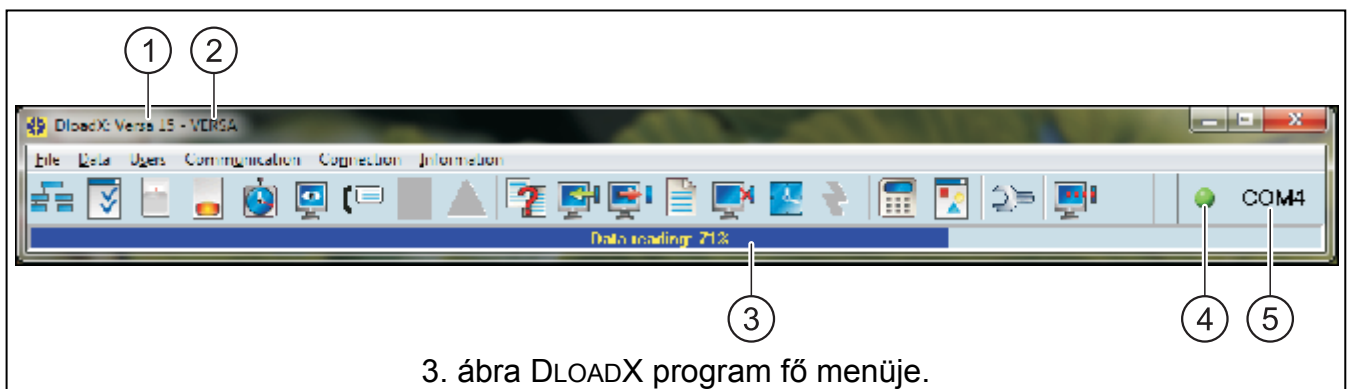 1 2
DloadX: Versa 15 - VERSA
File Data Users Communication Connection Information
COM4
Data reading: 71%
3 4 5
3. ábra DLOADX program fő menüje.